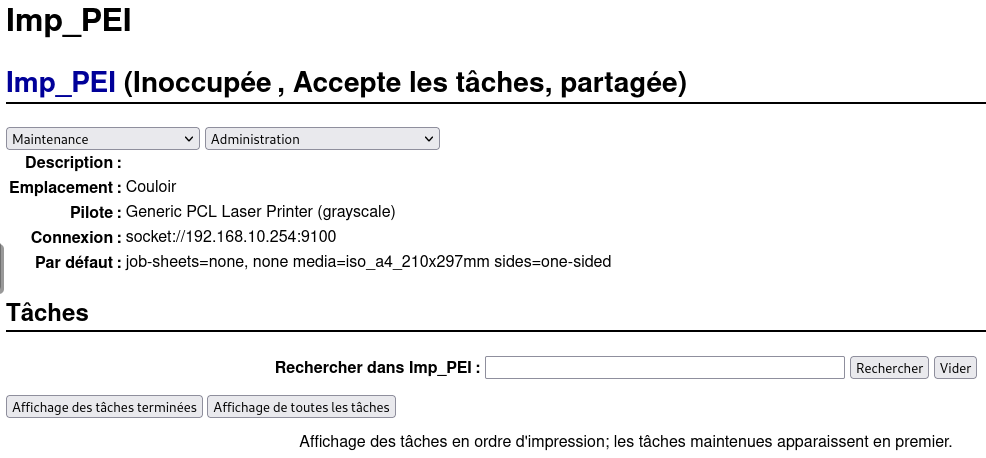 Imp_PEI
Imp_PEI (Inoccupée , Accepte les tâches, partagée)
Maintenance Administration
Description :
Emplacement : Couloir
Pilote : Generic PCL Laser Printer (grayscale)
Connexion : socket://192.168.10.254:9100
Par défaut : job-sheets=none, none media=iso_a4_210x297mm sides=one-sided
Tâches
Rechercher dans Imp_PEI : Rechercher Vider
Affichage des tâches terminées Affichage de toutes les tâches
Affichage des tâches en ordre d'impression; les tâches maintenues apparaissent en premier.